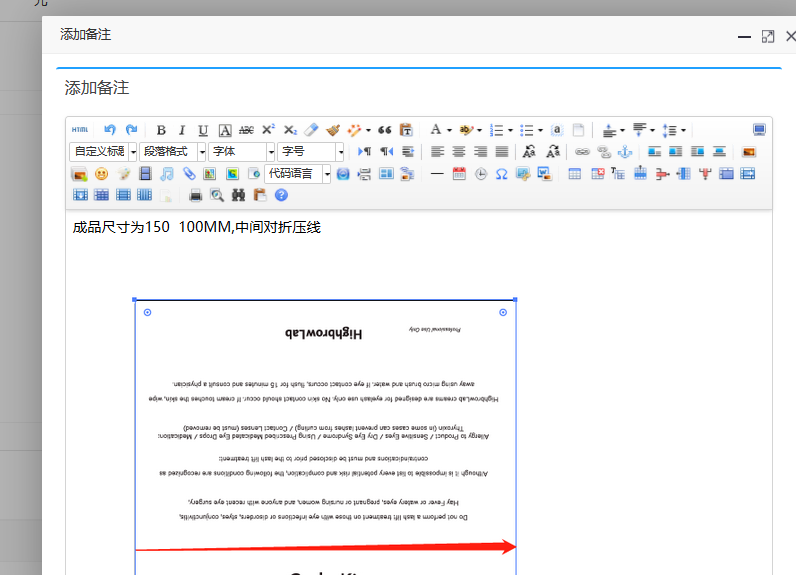 元
添加备注
添加备注
HTML
B I U A ABC X² X₂
A ab a
自定义标题 段落格式 字体 字号
代码语言
成品尺寸为150 100MM,中间对折压线
Professional Use Only
HighbrowLab
away using micro brush and water. If eye contact occurs, flush for 15 minutes and consult a physician.
HighbrowLab creams are designed for eyelash use only. No skin contact should occur. If cream touches the skin, wipe
Thyroxin (in some cases can prevent lashes from curling) / Contact Lenses (must be removed)
Allergy to Product / Sensitive Eyes / Dry Eye Syndrome / Using Prescribed Medicated Eye Drops / Medication:
contraindications and must be disclosed prior to the lash lift treatment:
Although it is impossible to list every potential risk and complication, the following conditions are recognized as
Hay Fever or watery eyes, pregnant or nursing women, and anyone with recent eye surgery.
Do not perform a lash lift treatment on those with eye infections or disorders, styes, conjunctivitis,